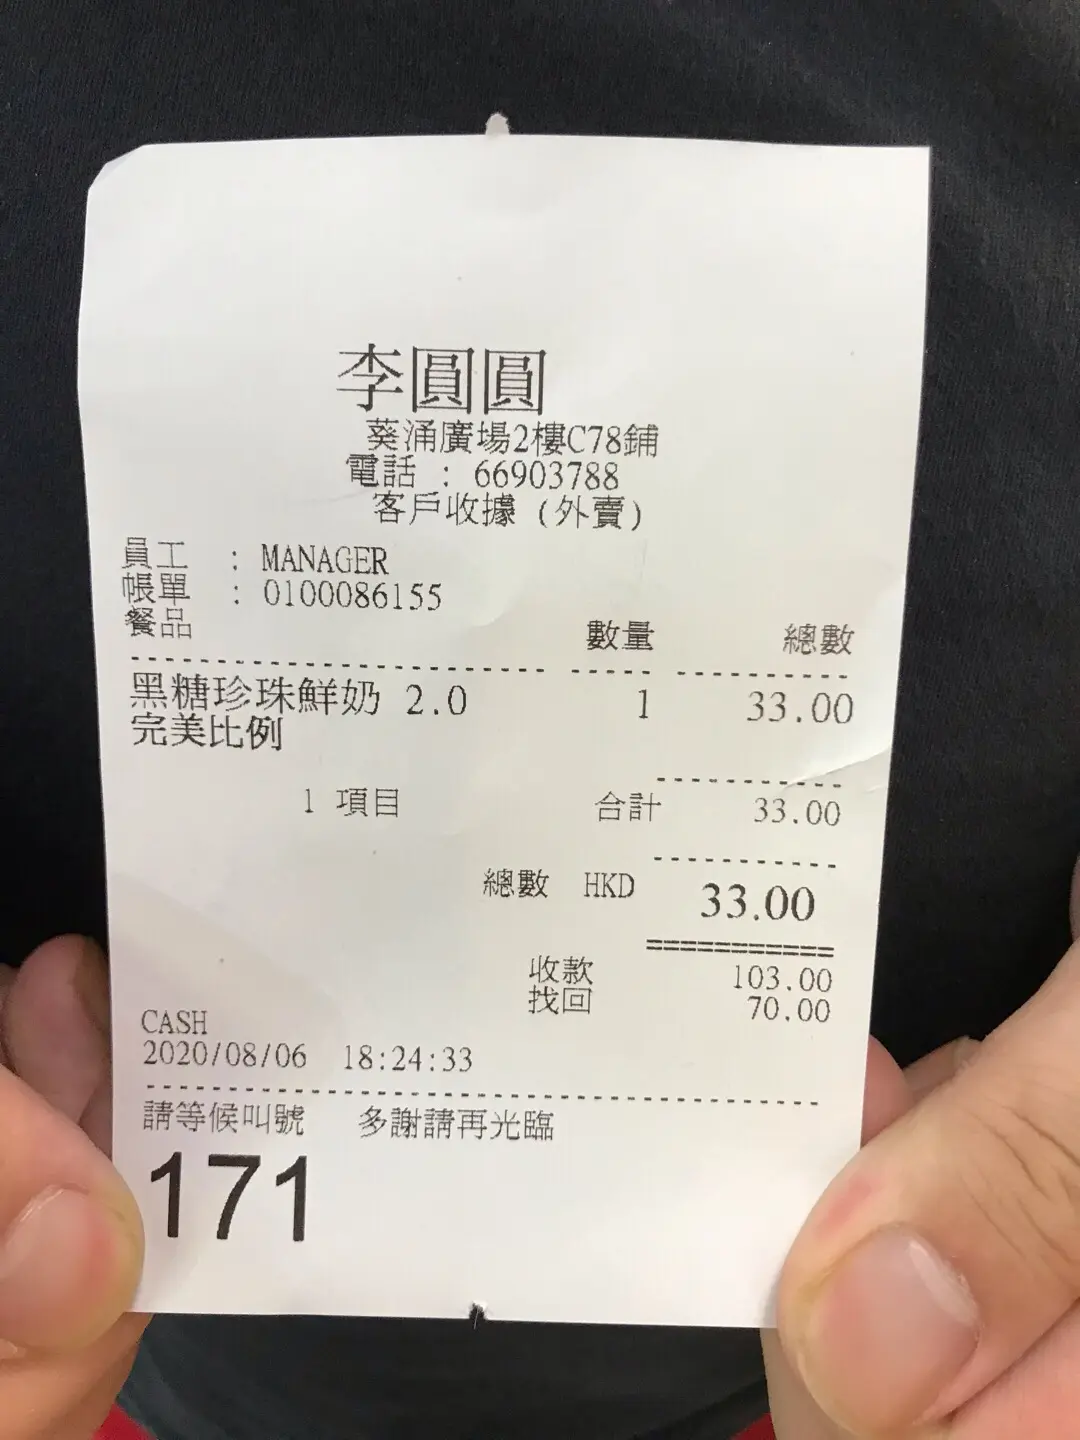 李圓圓
葵涌廣場2樓C78鋪
電話 : 66903788
客戶收據 (外賣)
員工 : MANAGER
帳單 : 0100086155
餐品 數量 總數
黑糖珍珠鮮奶 2.0 1 33.00
完美比例
1 項目 合計 33.00
總數 HKD 33.00
收款 103.00
找回 70.00
CASH
2020/08/06 18:24:33
請等候叫號 多謝請再光臨
171